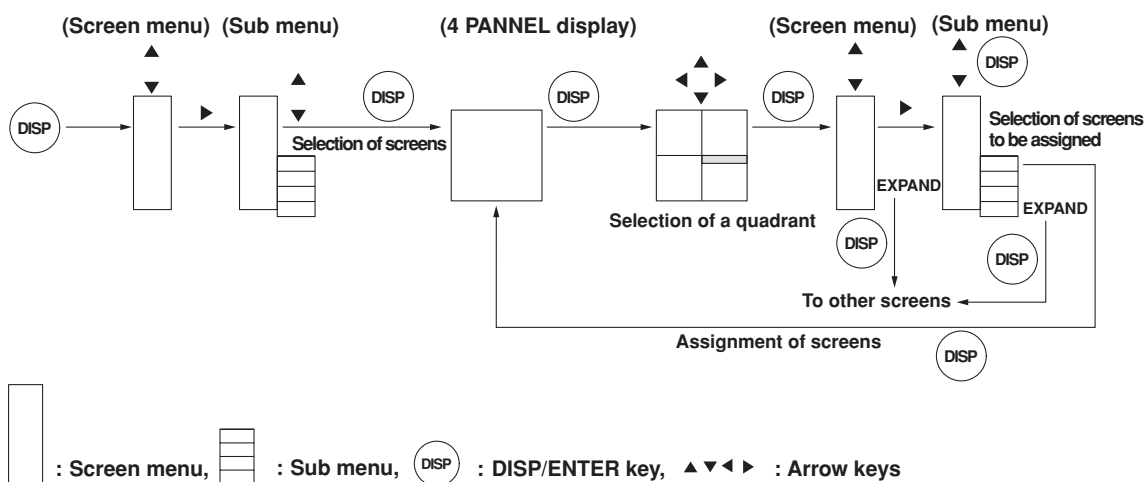 (Screen menu) (Sub menu) (4 PANNEL display) (Screen menu) (Sub menu)
DISP
DISP
DISP
DISP
DISP
Selection of screens
Selection of screens
to be assigned
EXPAND
EXPAND
Selection of a quadrant
DISP
DISP
To other screens
Assignment of screens
DISP
: Screen menu, : Sub menu, DISP : DISP/ENTER key, ▲ ▼ ◀ ▶ : Arrow keys